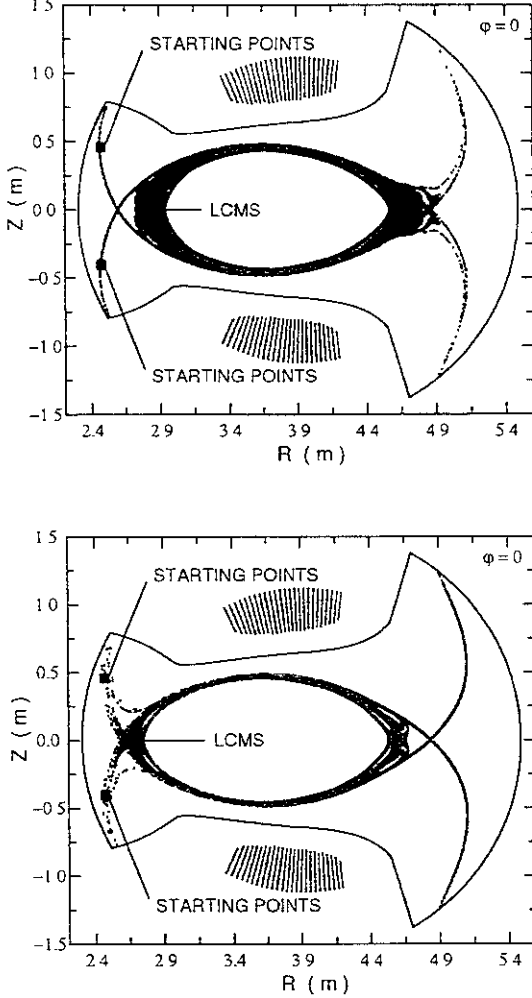 1.5
φ=0
STARTING POINTS
1.0
0.5
Z (m)
0.0
LCMS
-0.5
-1.0
STARTING POINTS
-1 5
2 4
2 9
3 4
3 9
4 4
4 9
5 4
R (m)
1 5
φ=0
STARTING POINTS
1 0
0.5
Z (m)
0.0
LCMS
-0 5
-1 0
STARTING POINTS
-1.5
2 4
2 9
3.4
3 9
4 4
4 9
5 4
R (m)